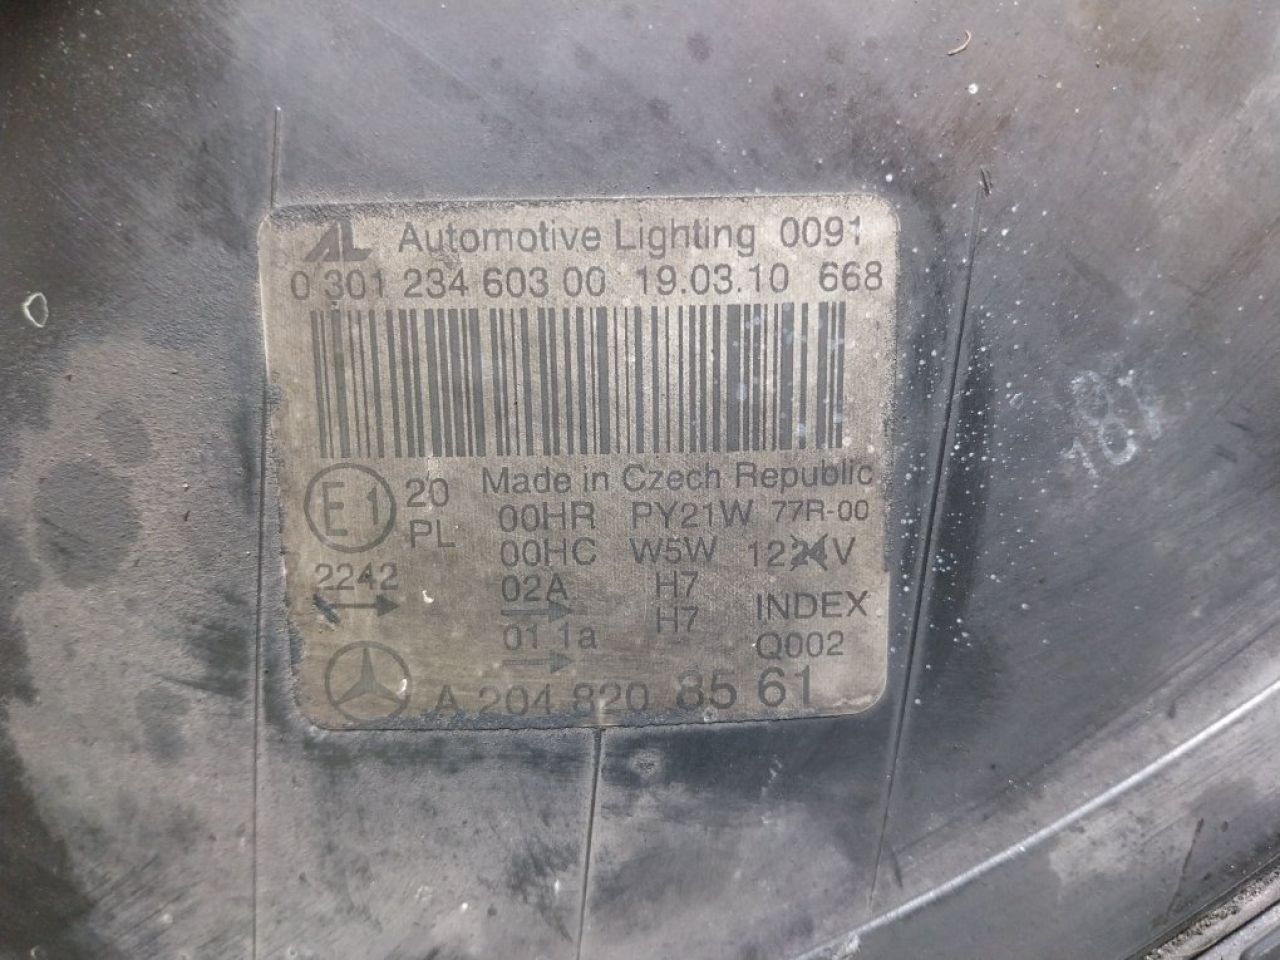 AL Automotive Lighting 0091
0 301 234 603 00 19.03.10 668
Made in Czech Republic
E1 20 00HR PY21W 77R-00
PL 00HC W5W 1224V
2242 02A H7
01 1a H7 INDEX
Q002
A 204 820 85 61
181